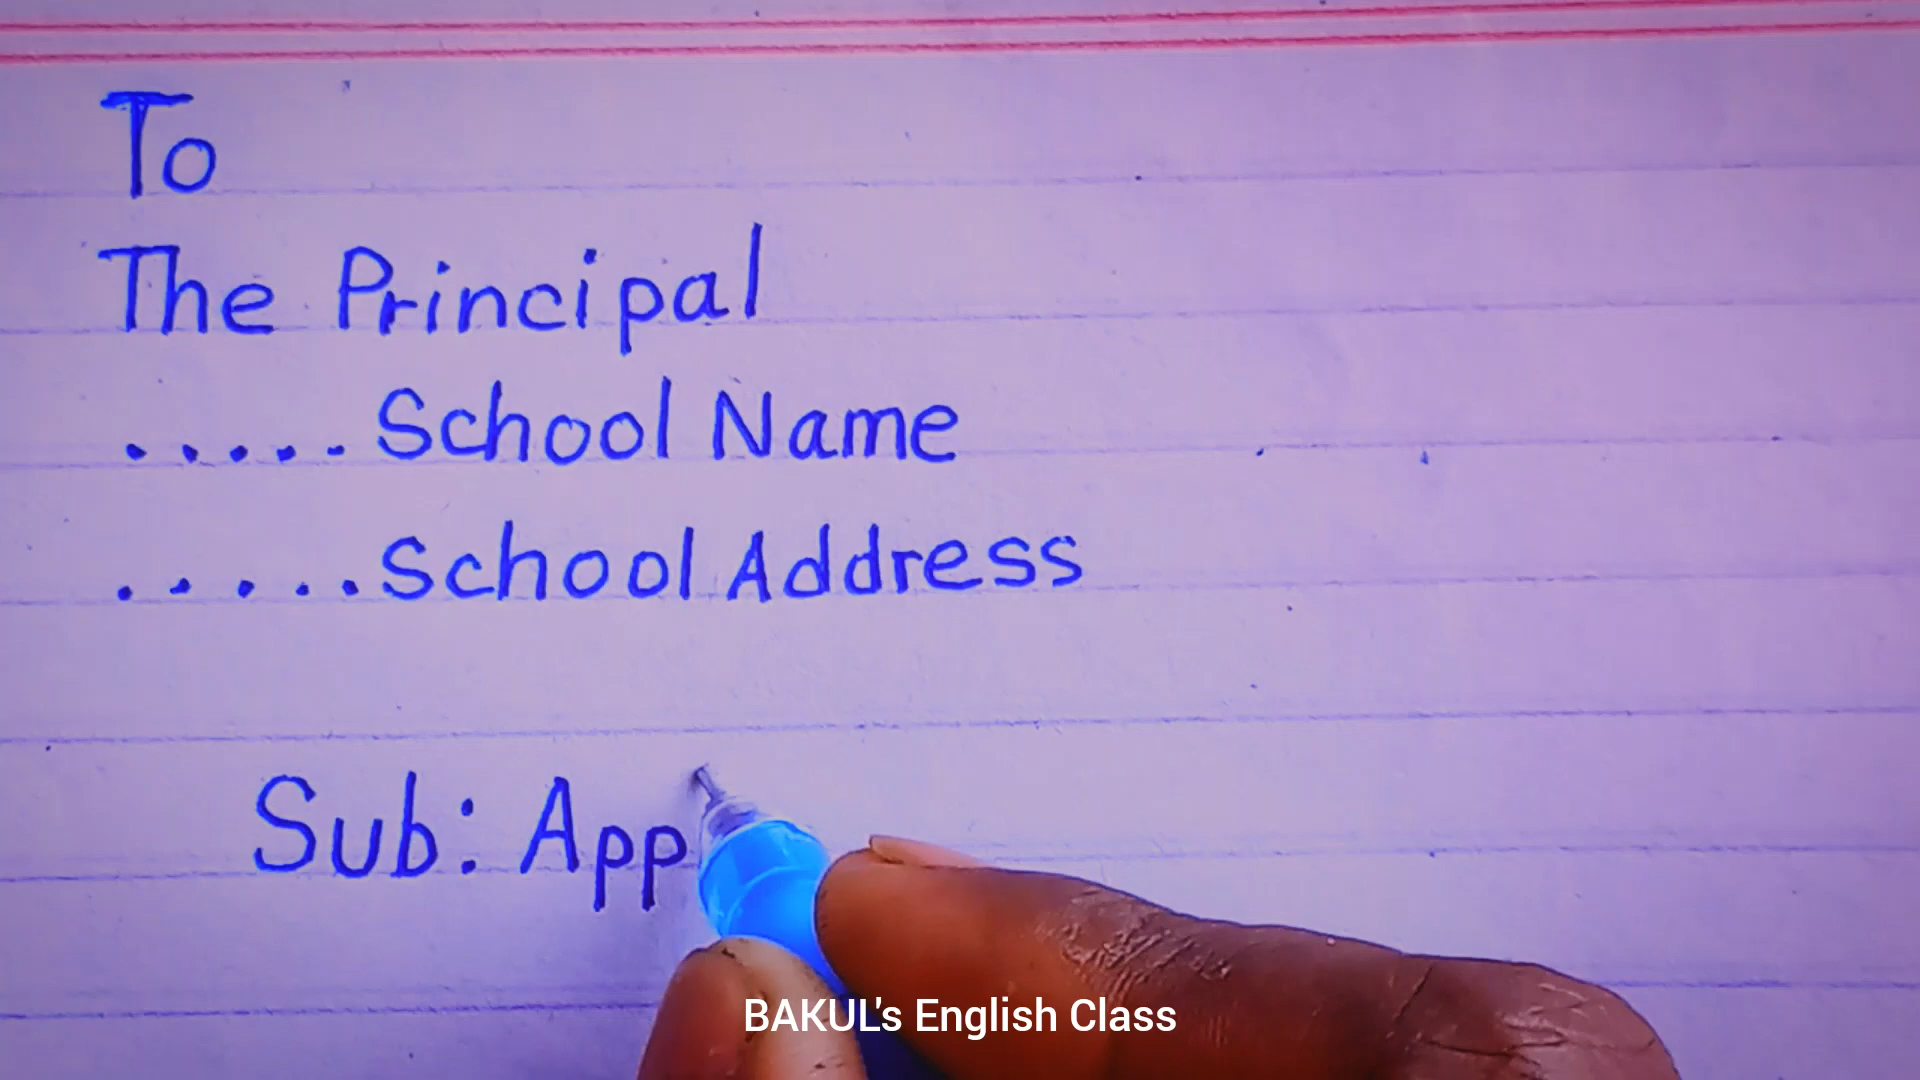 To
The Principal
.....School Name
.....School Address
Sub: App
BAKUL's English Class